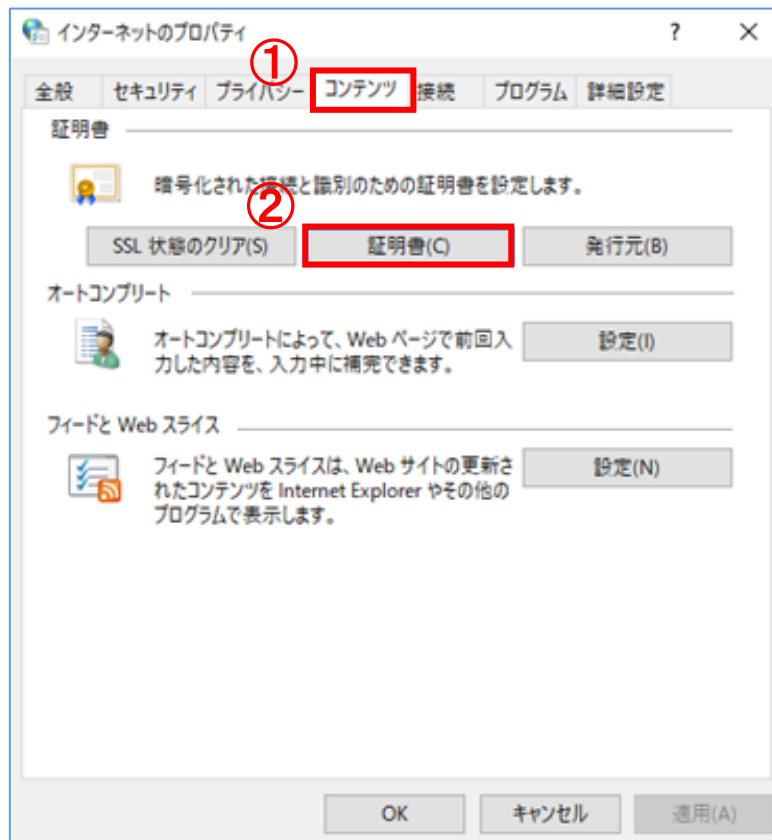 インターネットのプロパティ
?
①
全般 セキュリティ プライバシー コンテンツ 接続 プログラム 詳細設定
証明書
暗号化された接続と識別のための証明書を設定します。
②
SSL 状態のクリア(S) 証明書(C) 発行元(B)
オートコンプリート
オートコンプリートによって、Web ページで前回入
力した内容を、入力中に補完できます。
設定(I)
フィードと Web スライス
フィードと Web スライスは、Web サイトの更新さ
れたコンテンツを Internet Explorer やその他の
プログラムで表示します。
設定(N)
OK キャンセル 適用(A)